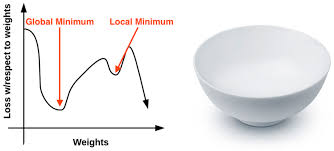 Global Minimum
Local Minimum
Loss w/respect to weights
Weights